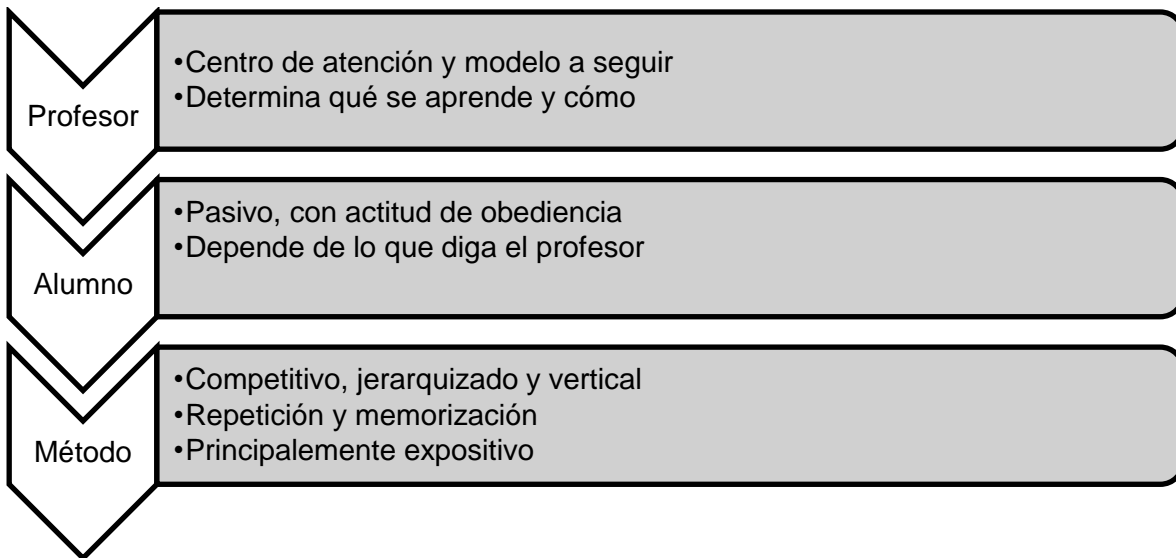 Profesor
•Centro de atención y modelo a seguir
•Determina qué se aprende y cómo
Alumno
•Pasivo, con actitud de obediencia
•Depende de lo que diga el profesor
Método
•Competitivo, jerarquizado y vertical
•Repetición y memorización
•Principalemente expositivo